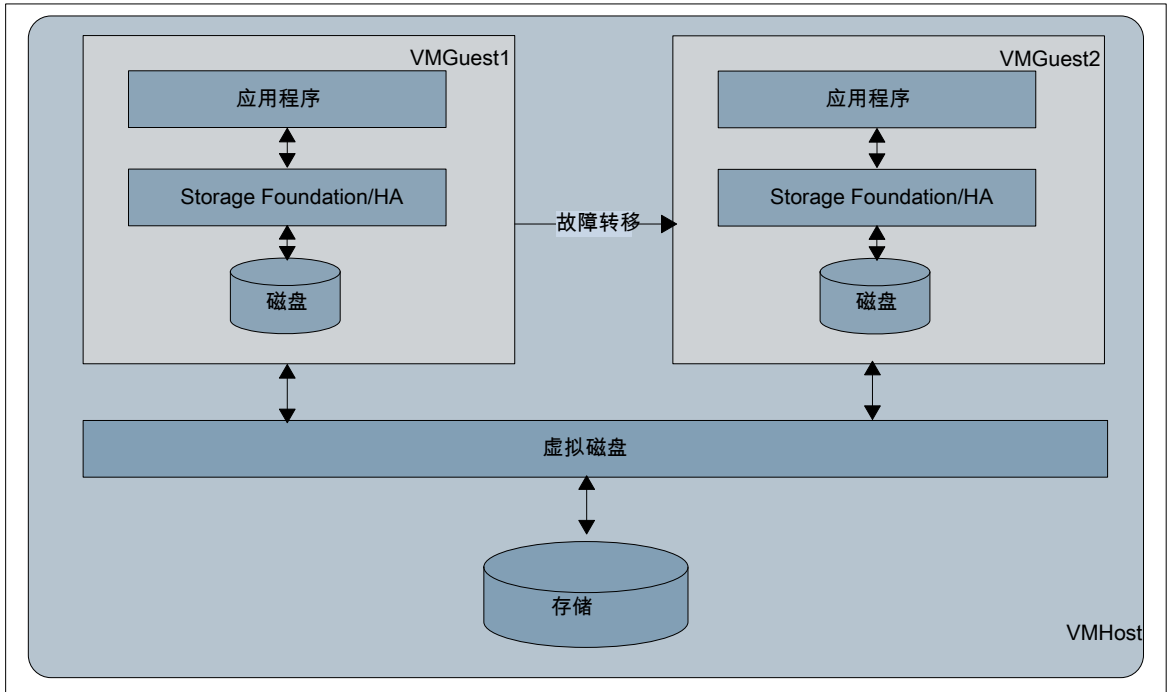 VMGuest1
应用程序
Storage Foundation/HA
磁盘
故障转移
VMGuest2
应用程序
Storage Foundation/HA
磁盘
虚拟磁盘
存储
VMHost